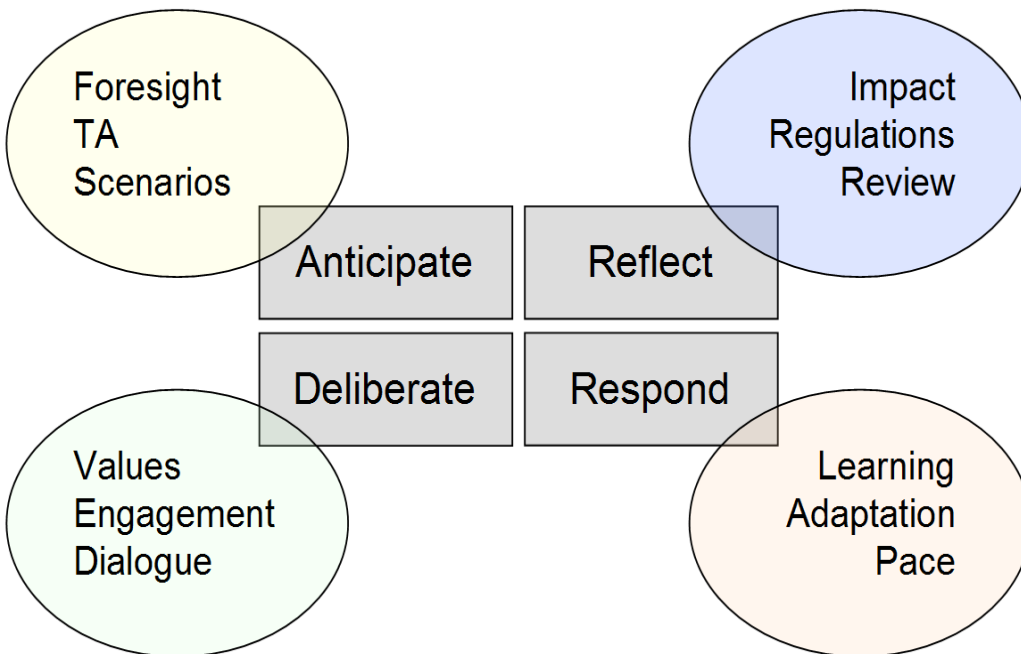 Foresight
TA
Scenarios
Impact
Regulations
Review
Anticipate
Reflect
Deliberate
Respond
Values
Engagement
Dialogue
Learning
Adaptation
Pace